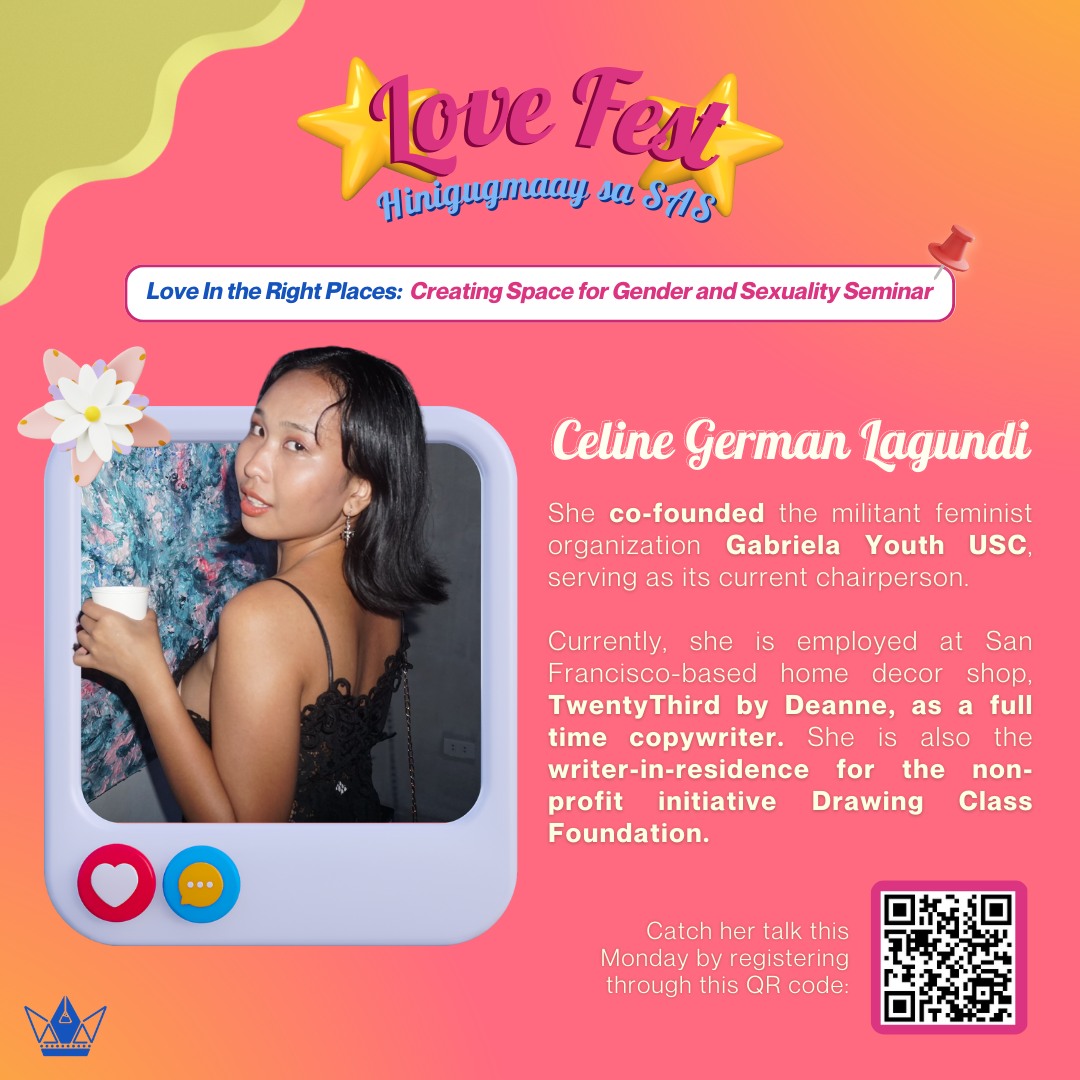 Love Fest
Hinigugmaay sa SAS
Love In the Right Places: Creating Space for Gender and Sexuality Seminar
Celine German Lagundi
She co-founded the militant feminist
organization Gabriela Youth USC,
serving as its current chairperson.
Currently, she is employed at San
Francisco-based home decor shop,
TwentyThird by Deanne, as a full
time copywriter. She is also the
writer-in-residence for the non-
profit initiative Drawing Class
Foundation.
Catch her talk this
Monday by registering
through this QR code: